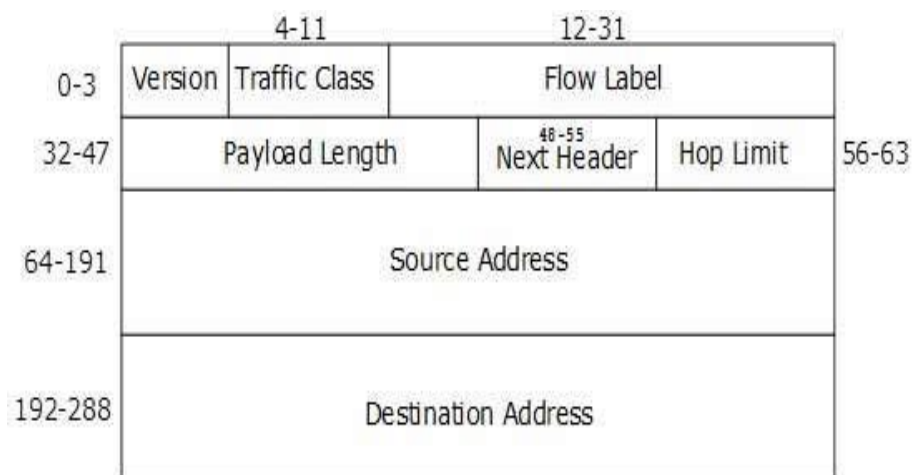 4-11 12-31
0-3 Version Traffic Class Flow Label
48-55
32-47 Payload Length Next Header Hop Limit 56-63
64-191 Source Address
192-288 Destination Address